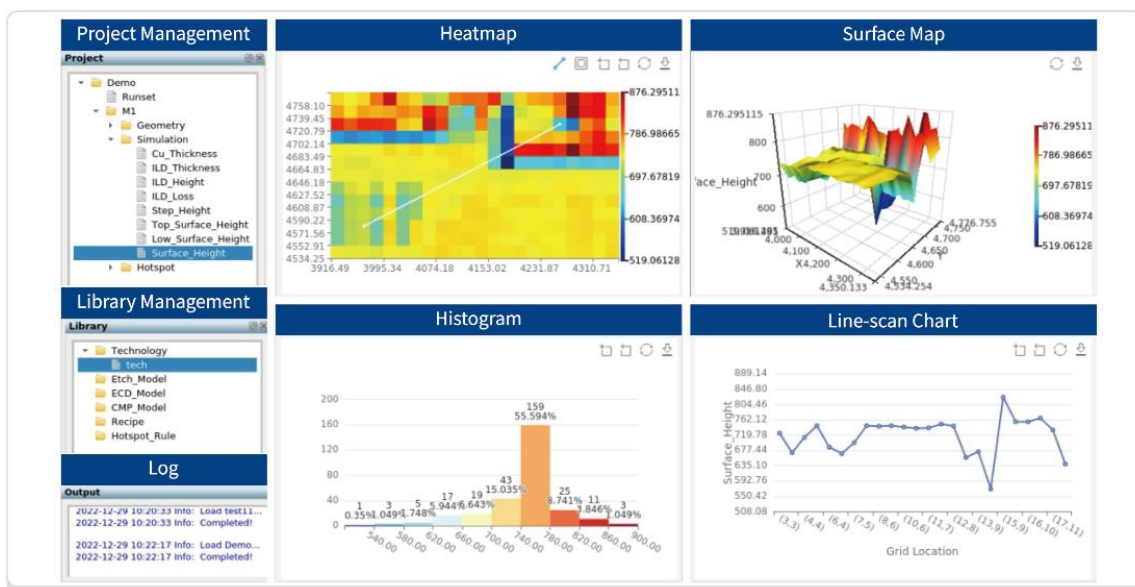 Project Management
Project
Demo
Runset
M1
Geometry
Simulation
Cu_Thickness
ILD_Thickness
ILD_Height
ILD_Loss
Step_Height
Top_Surface_Height
Low_Surface_Height
Surface_Height
Hotspot
Library Management
Library
Technology
tech
Etch_Model
ECD_Model
CMP_Model
Recipe
Hotspot_Rule
Log
Output
2022-12-29 10:20:33 Info: Load test11...
2022-12-29 10:20:33 Info: Completed!
2022-12-29 10:22:17 Info: Load Demo...
2022-12-29 10:22:17 Info: Completed!
Heatmap
4758.10
4739.45
4720.79
4702.14
4683.49
4664.83
4646.18
4627.52
4608.87
4590.22
4571.56
4552.91
4534.25
3916.49 3995.34 4074.18 4153.02 4231.87 4310.71
876.295115
786.98665
697.67819
608.36974
519.06128
Surface Map
876.295115
800
700
600
face_Height
4,000
4,100
X 4,200
4,300
4,350.133
4,534.254
4,550
4,600
4,650
Y
4,750
4,776.755
876.295115
786.98665
697.67819
608.36974
519.06128
Histogram
200
160
120
80
40
0
1
0.35%
3
1.049%
5
1.748%
17
5.944%
19
6.643%
43
15.035%
159
55.594%
25
8.741%
11
3.846%
3
1.049%
540.00 580.00 620.00 660.00 700.00 740.00 780.00 820.00 860.00 900.00
Line-scan Chart
Surface_Height
889.14
846.80
804.46
762.12
719.78
677.44
635.10
592.76
550.42
508.08
(3,3) (4,4) (6,4) (7,5) (8,6) (10,6) (11,7) (12,8) (13,9) (15,9) (16,10) (17,11)
Grid Location